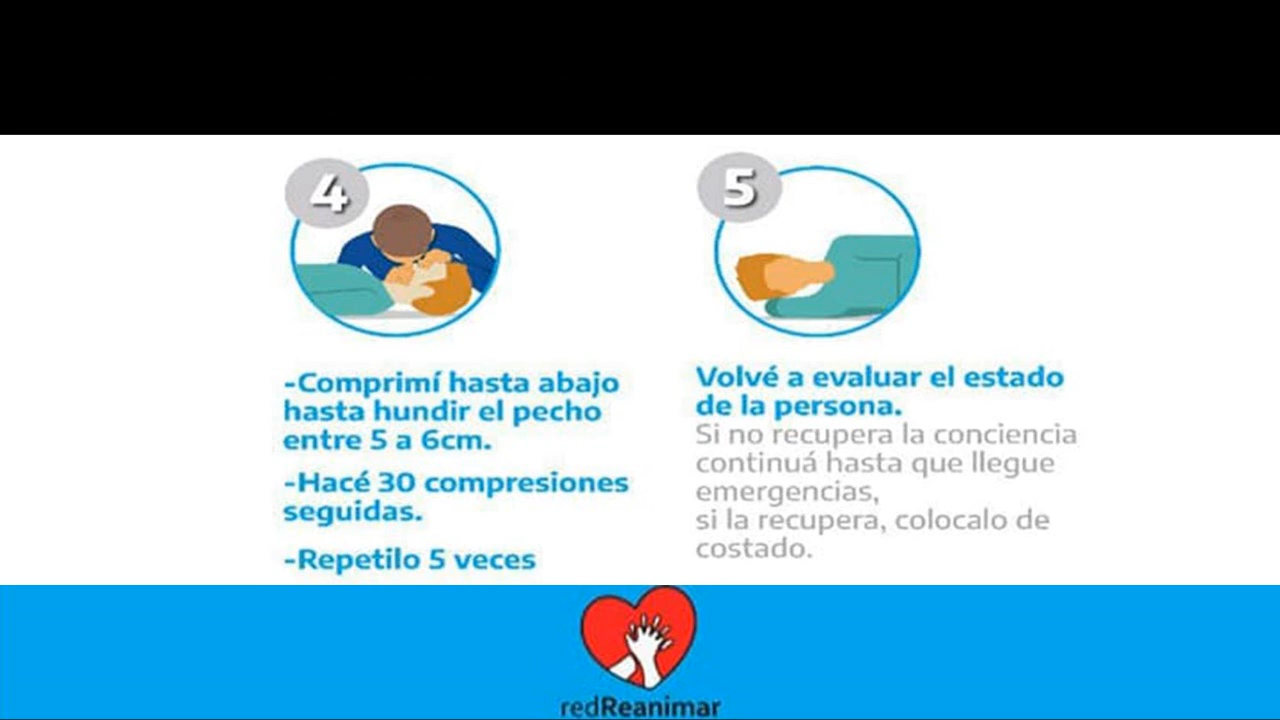 4
-Comprimí hasta abajo
hasta hundir el pecho
entre 5 a 6cm.
-Hacé 30 compresiones
seguidas.
-Repetilo 5 veces
5
Volvé a evaluar el estado
de la persona.
Si no recupera la conciencia
continuá hasta que llegue
emergencias,
si la recupera, colocalo de
costado.
redReanimar